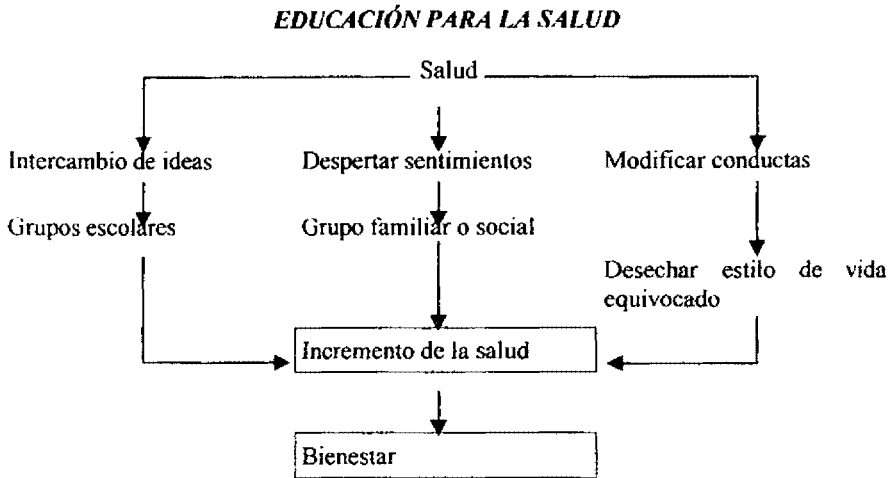 EDUCACIÓN PARA LA SALUD
Salud
Intercambio de ideas
Despertar sentimientos
Modificar conductas
Grupos escolares
Grupo familiar o social
Desechar estilo de vida
equivocado
Incremento de la salud
Bienestar